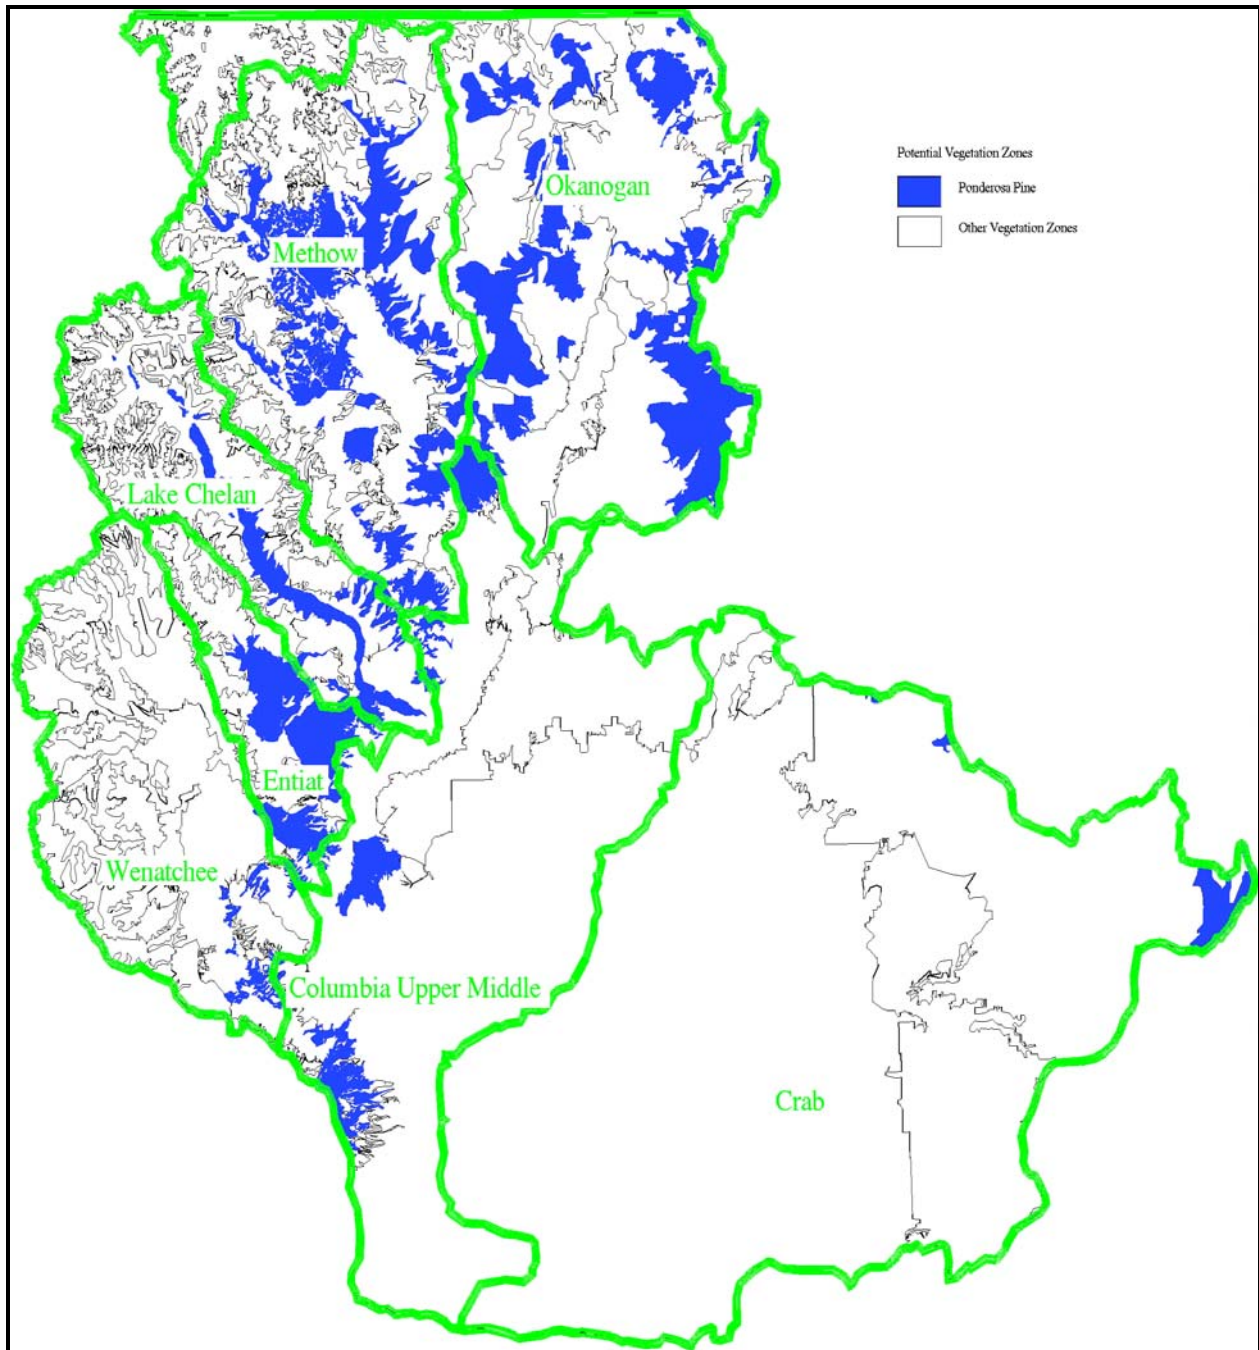 Potential Vegetation Zones
Ponderosa Pine
Other Vegetation Zones
Okanogan
Methow
Lake Chelan
Entiat
Wenatchee
Columbia Upper Middle
Crab